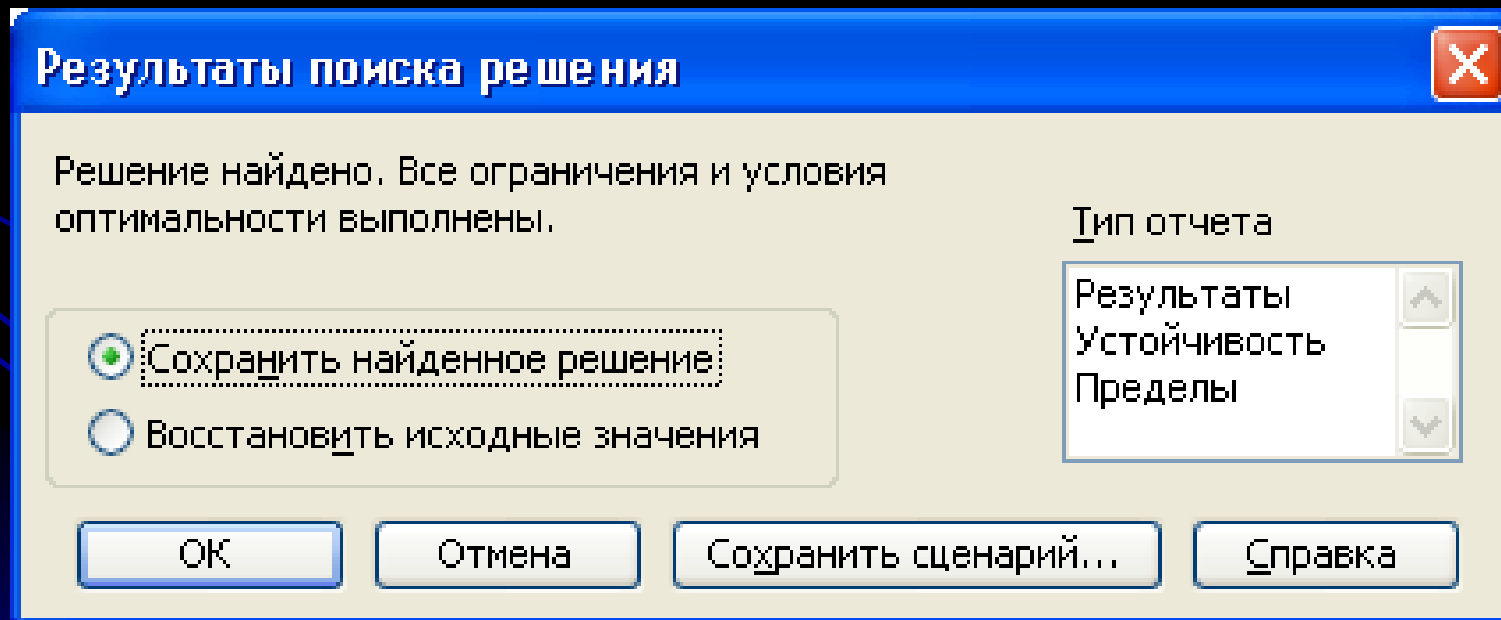 Результаты поиска решения
Решение найдено. Все ограничения и условия
оптимальности выполнены.
Тип отчета
Результаты
Устойчивость
Пределы
Сохранить найденное решение
Восстановить исходные значения
ОК
Отмена
Сохранить сценарий...
Справка